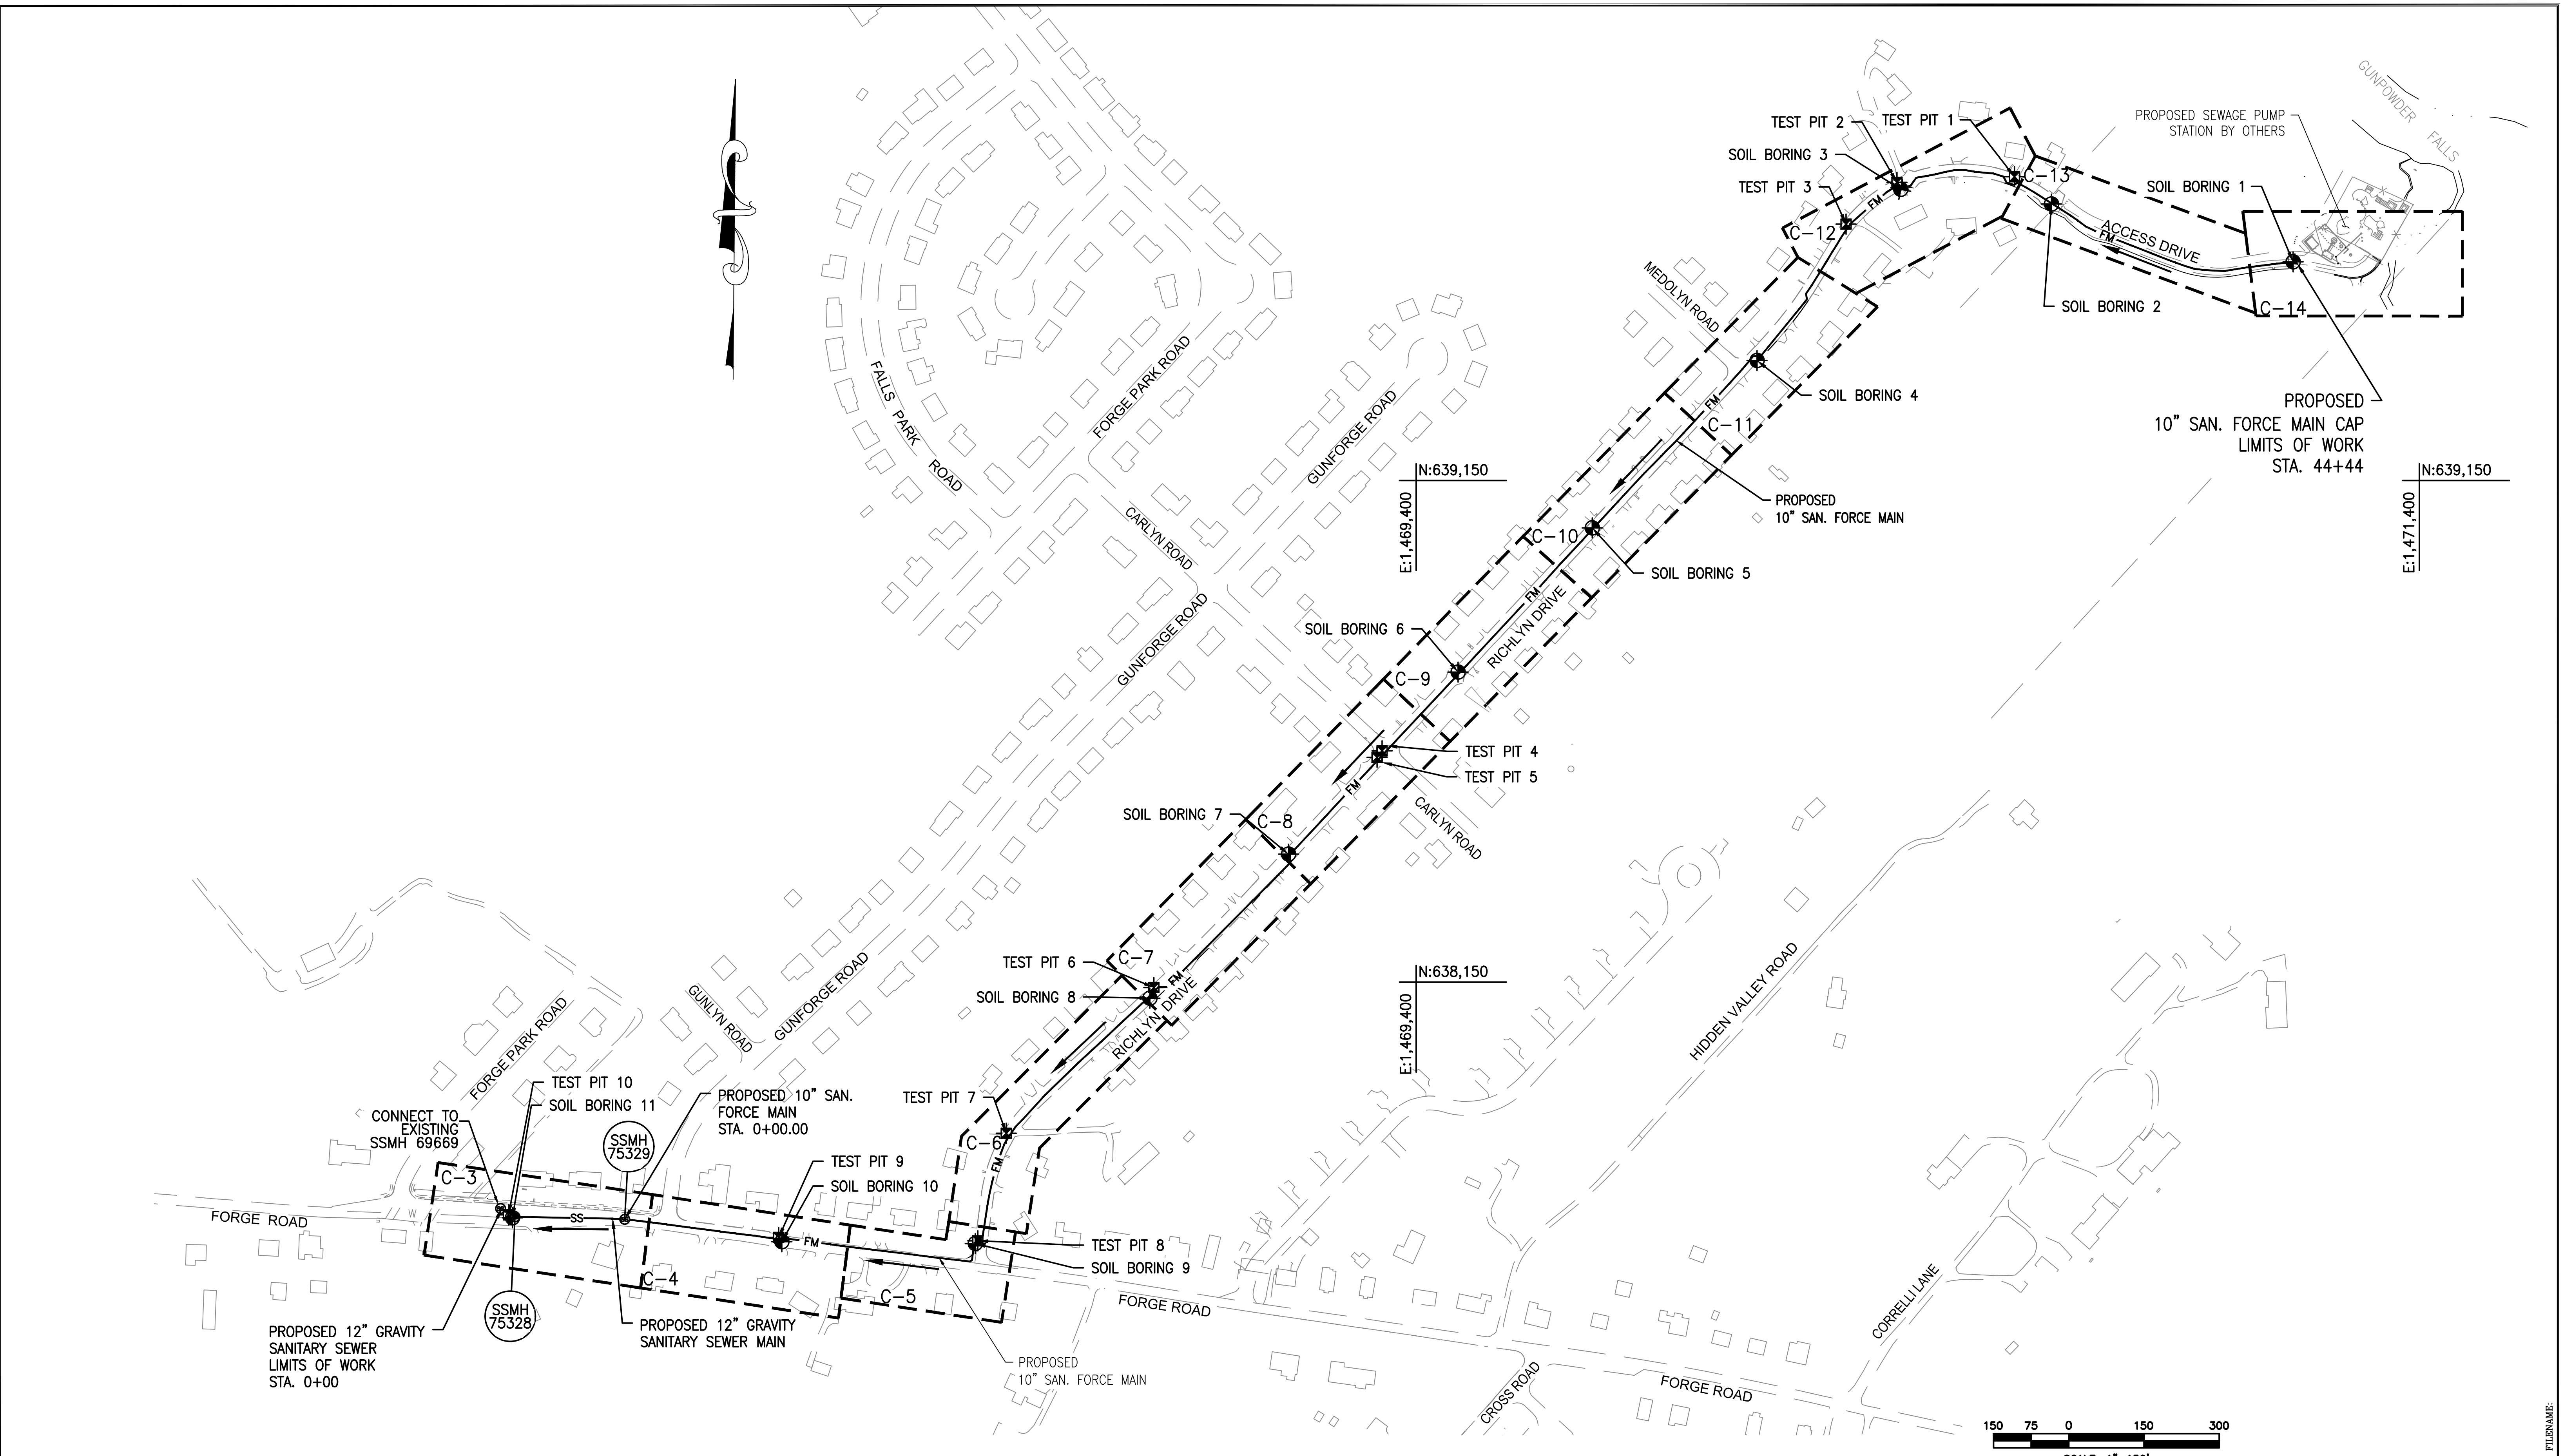 GUNPOWDER FALLS
PROPOSED SEWAGE PUMP
STATION BY OTHERS
TEST PIT 2
TEST PIT 1
SOIL BORING 3
TEST PIT 3
C-13
SOIL BORING 1
C-12
ACCESS DRIVE
FM
FM
SOIL BORING 2
C-14
MEDOLYN ROAD
SOIL BORING 4
PROPOSED
10" SAN. FORCE MAIN CAP
LIMITS OF WORK
STA. 44+44
FM
C-11
FALLS PARK ROAD
FORGE PARK ROAD
GUNFORGE ROAD
N:639,150
E:1,469,400
N:639,150
E:1,471,400
PROPOSED
10" SAN. FORCE MAIN
CARLYN ROAD
C-10
SOIL BORING 5
FM
RICHLYN DRIVE
GUNFORGE ROAD
SOIL BORING 6
C-9
TEST PIT 4
TEST PIT 5
FM
CARLYN ROAD
SOIL BORING 7
C-8
C-7
TEST PIT 6
SOIL BORING 8
FM
RICHLYN DRIVE
N:638,150
E:1,469,400
HIDDEN VALLEY ROAD
GUNLYN ROAD
GUNFORGE ROAD
FORGE PARK ROAD
TEST PIT 10
SOIL BORING 11
CONNECT TO
EXISTING
SSMH 69669
PROPOSED 10" SAN.
FORCE MAIN
STA. 0+00.00
SSMH
75329
TEST PIT 7
C-6
FM
TEST PIT 9
SOIL BORING 10
C-3
FORGE ROAD
W
W
SS
FM
TEST PIT 8
SOIL BORING 9
C-4
C-5
FORGE ROAD
SSMH
75328
PROPOSED 12" GRAVITY
SANITARY SEWER
LIMITS OF WORK
STA. 0+00
PROPOSED 12" GRAVITY
SANITARY SEWER MAIN
PROPOSED
10" SAN. FORCE MAIN
CORRELLI LANE
CROSS ROAD
FORGE ROAD
150 75 0 150 300
FILENAME: